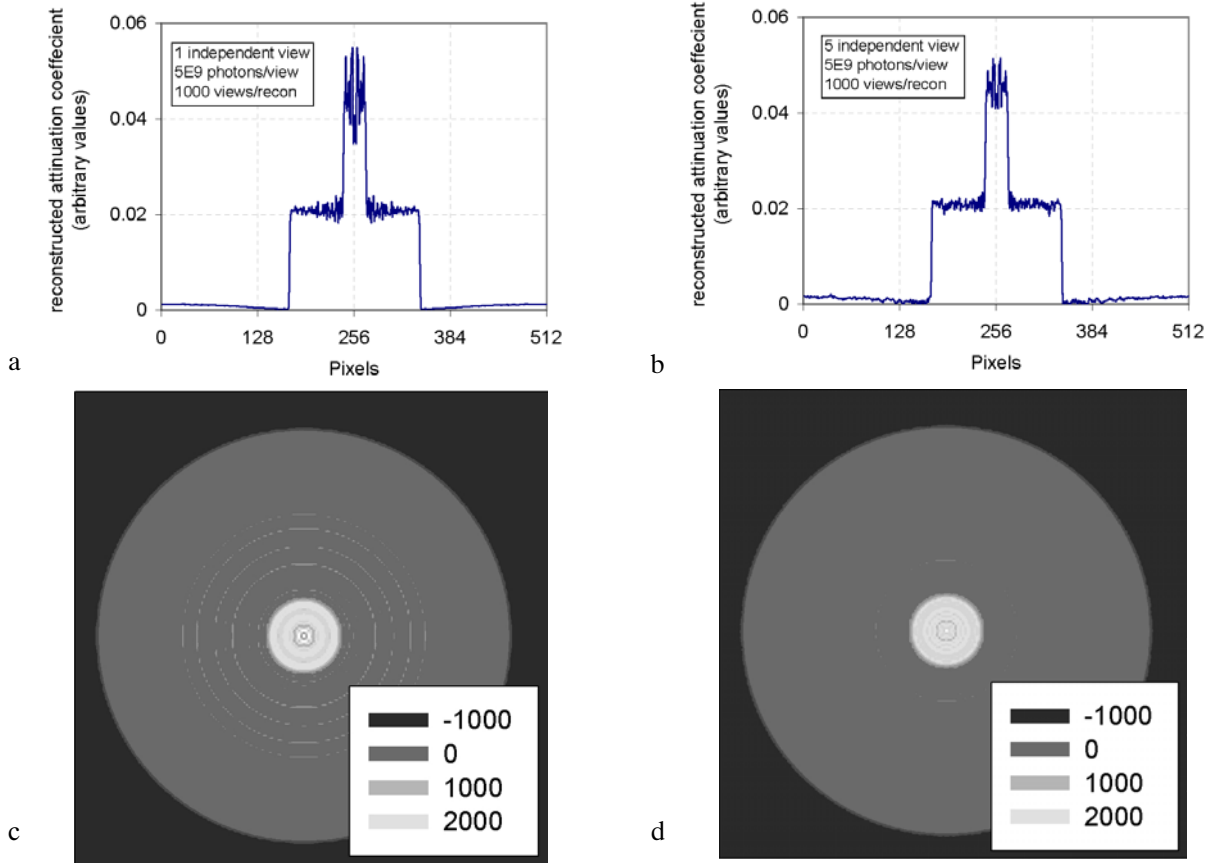 reconstructed attinuation coeffecient
(arbitrary values)
0.06
0.04
0.02
0
1 independent view
5E9 photons/view
1000 views/recon
0 128 256 384 512
Pixels
a
reconstructed attinuation coeffecient
(arbitrary values)
0.06
0.04
0.02
0
5 independent view
5E9 photons/view
1000 views/recon
0 128 256 384 512
Pixels
b
-1000
0
1000
2000
c
-1000
0
1000
2000
d